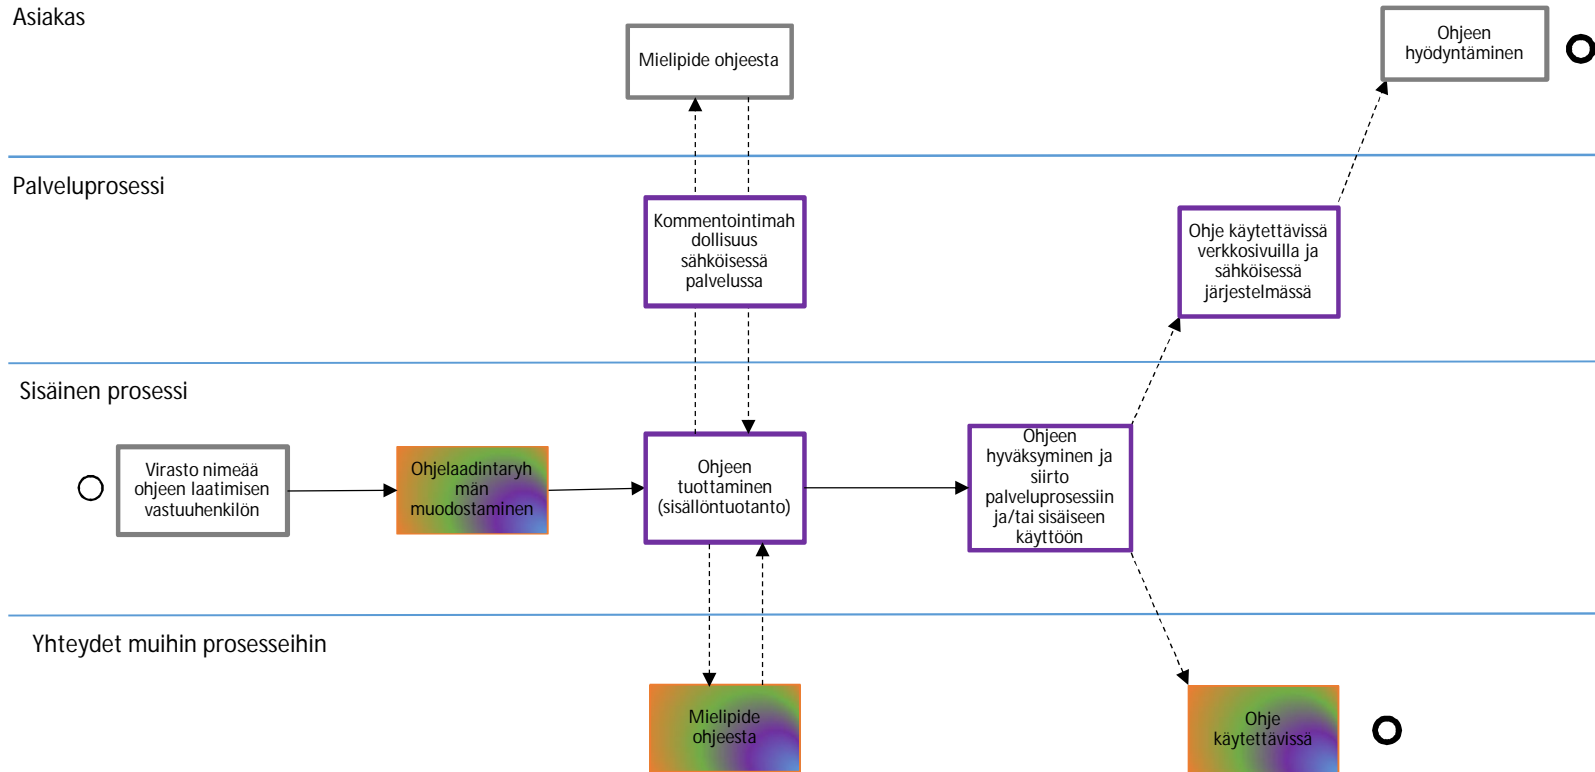 Asiakas
Mielipide ohjeesta
Ohjeen
hyödyntäminen
Palveluprosessi
Kommentointimah
dollisuus
sähköisessä
palvelussa
Ohje käytettävissä
verkkosivuilla ja
sähköisessä
järjestelmässä
Sisäinen prosessi
Virasto nimeää
ohjeen laatimisen
vastuuhenkilön
Ohjelaadintaryh
män
muodostaminen
Ohjeen
tuottaminen
(sisällöntuotanto)
Ohjeen
hyväksyminen ja
siirto
palveluprosessiin
ja/tai sisäiseen
käyttöön
Yhteydet muihin prosesseihin
Mielipide
ohjeesta
Ohje
käytettävissä